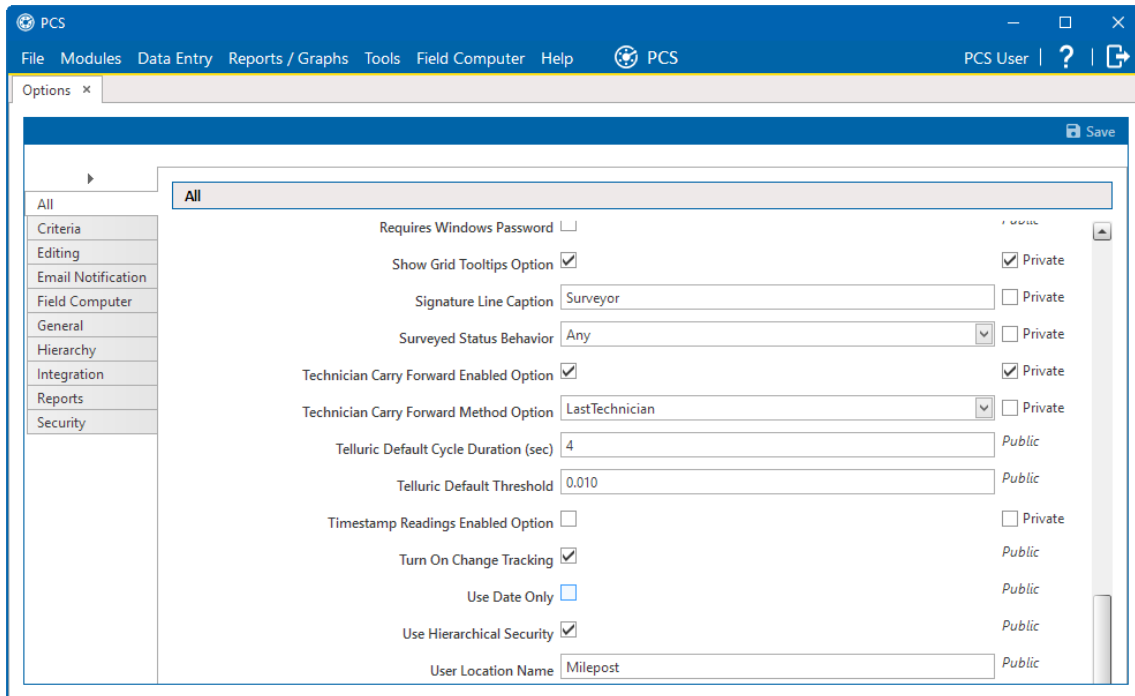 PCS
File Modules Data Entry Reports / Graphs Tools Field Computer Help PCS PCS User | ? |
Options ×
Save
All
Criteria
Editing
Email Notification
Field Computer
General
Hierarchy
Integration
Reports
Security
All
Requires Windows Password Public
Show Grid Tooltips Option Private
Signature Line Caption Surveyor Private
Surveyed Status Behavior Any Private
Technician Carry Forward Enabled Option Private
Technician Carry Forward Method Option LastTechnician Private
Telluric Default Cycle Duration (sec) 4 Public
Telluric Default Threshold 0.010 Public
Timestamp Readings Enabled Option Private
Turn On Change Tracking Public
Use Date Only Public
Use Hierarchical Security Public
User Location Name Milepost Public